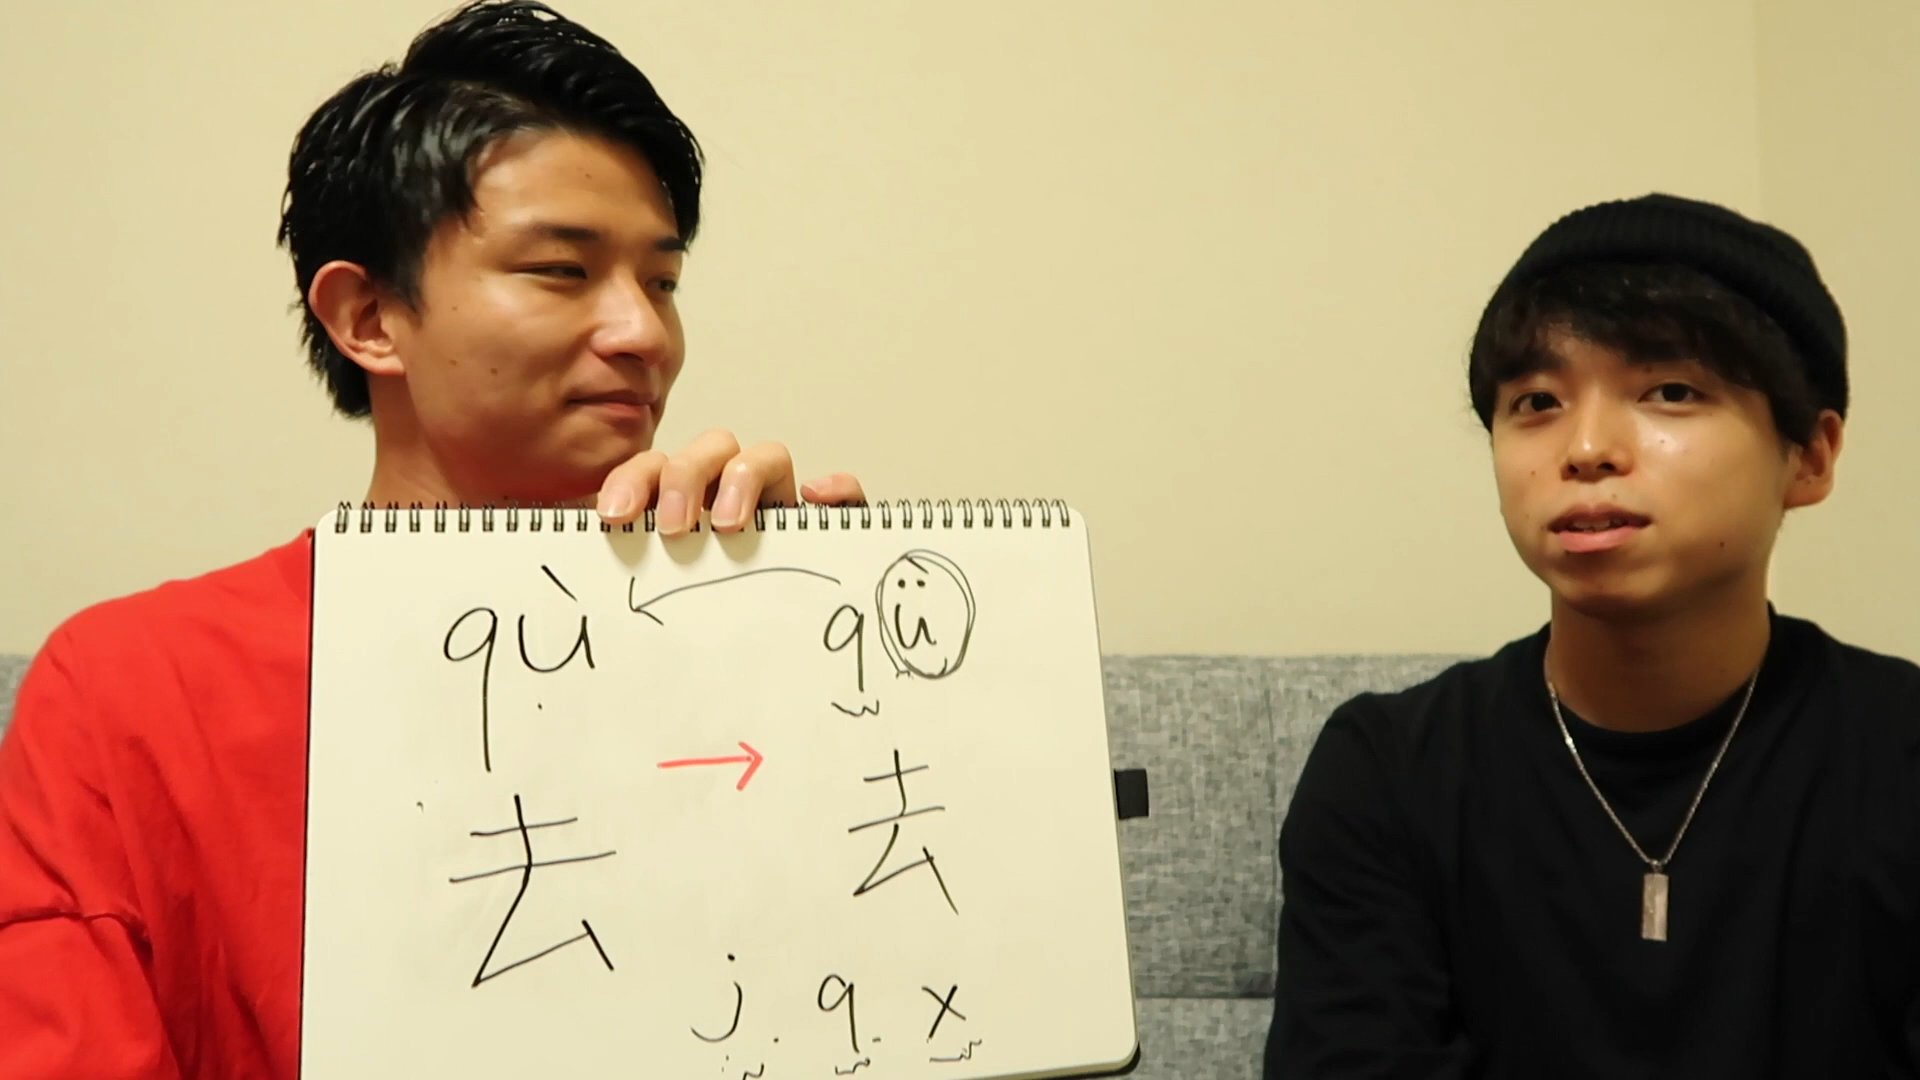 qù qü
去 去
j. q. x